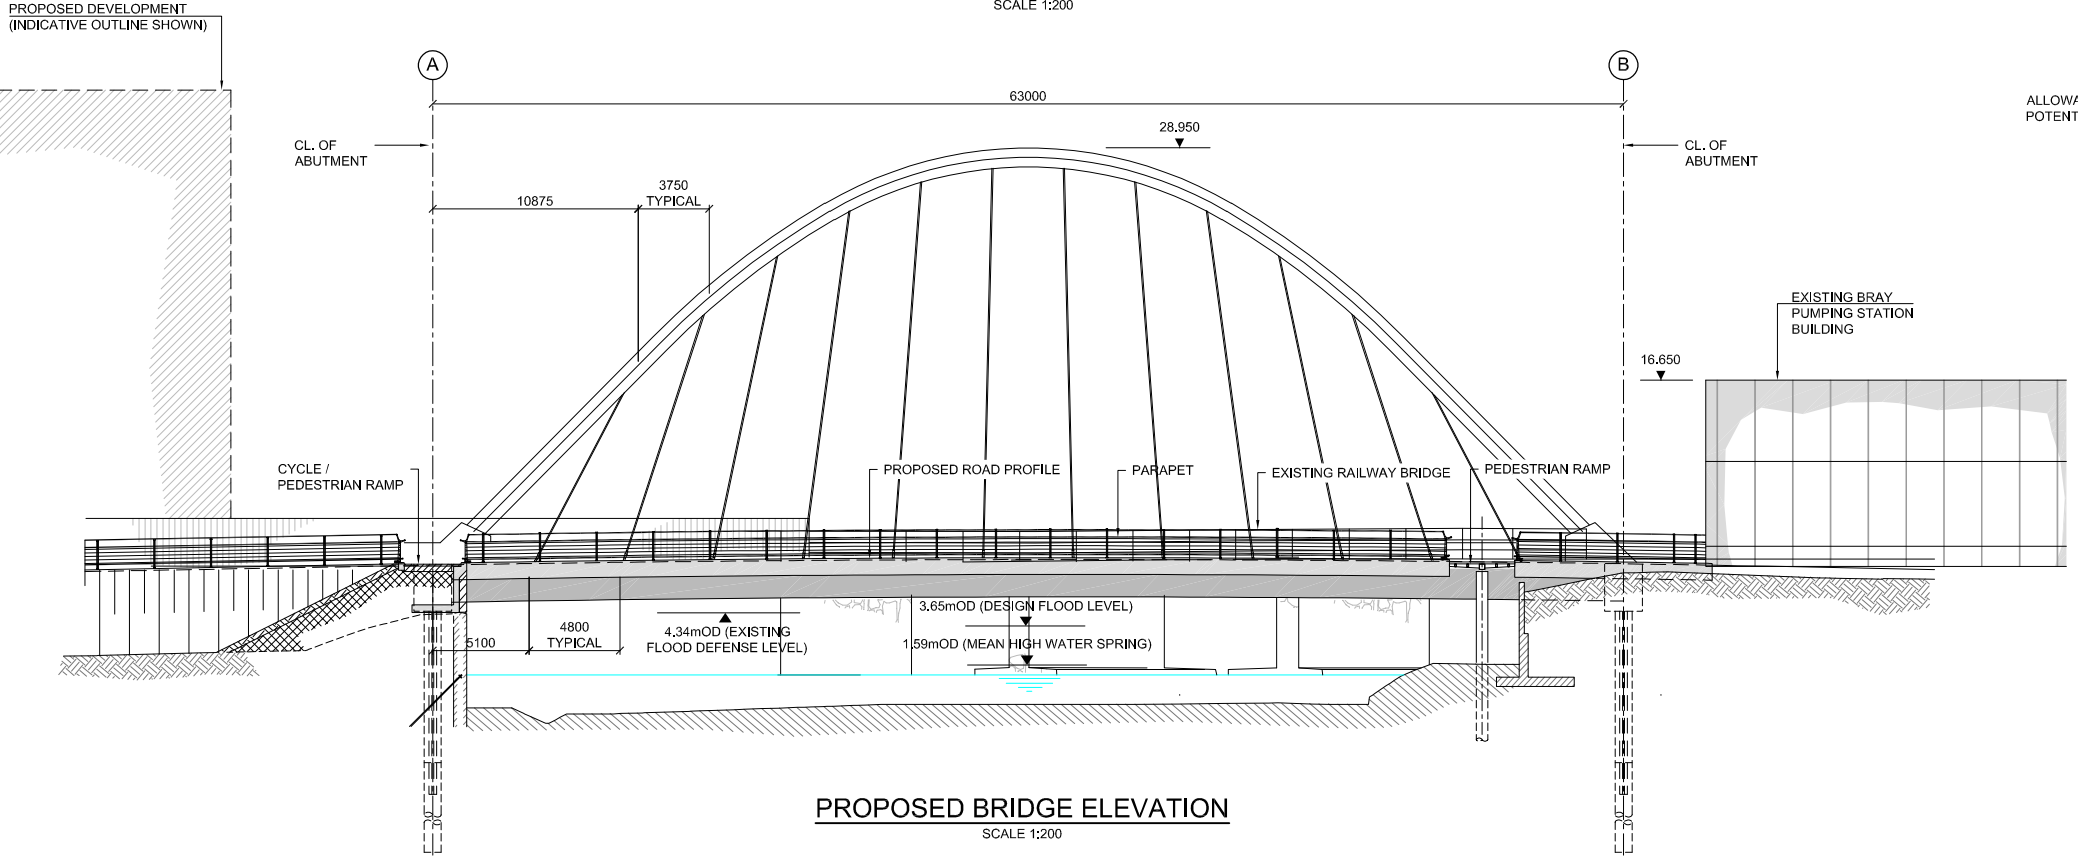 SCALE 1:200
PROPOSED DEVELOPMENT
(INDICATIVE OUTLINE SHOWN)
A
B
63000
ALLOWA
POTENT
28.950
CL. OF
ABUTMENT
CL. OF
ABUTMENT
3750
TYPICAL
10875
EXISTING BRAY
PUMPING STATION
BUILDING
16.650
CYCLE /
PEDESTRIAN RAMP
PROPOSED ROAD PROFILE
PARAPET
EXISTING RAILWAY BRIDGE
PEDESTRIAN RAMP
3.65mOD (DESIGN FLOOD LEVEL)
4.34mOD (EXISTING
FLOOD DEFENSE LEVEL)
1.59mOD (MEAN HIGH WATER SPRING)
5100
4800
TYPICAL
PROPOSED BRIDGE ELEVATION
SCALE 1:200